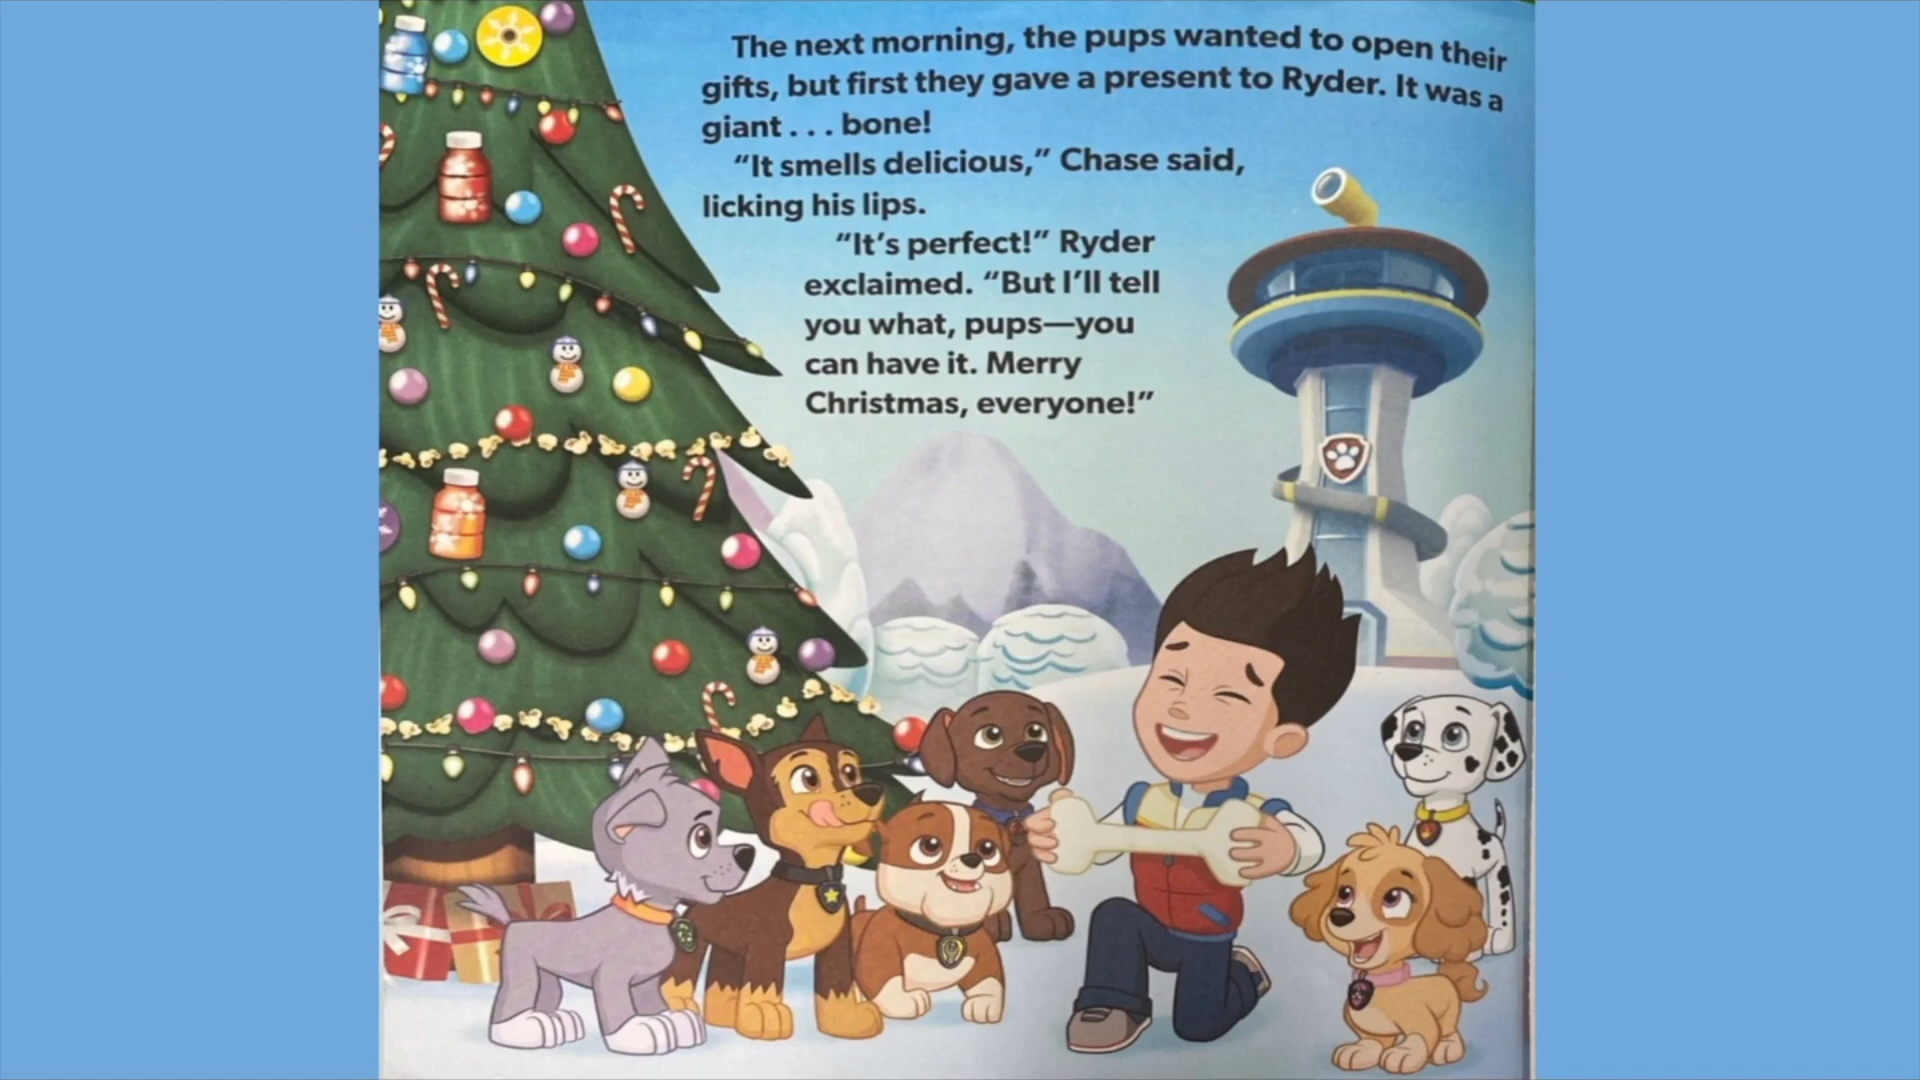 The next morning, the pups wanted to open their
gifts, but first they gave a present to Ryder. It was a
giant . . . bone!
“It smells delicious,” Chase said,
licking his lips.
“It’s perfect!” Ryder
exclaimed. “But I’ll tell
you what, pups—you
can have it. Merry
Christmas, everyone!”